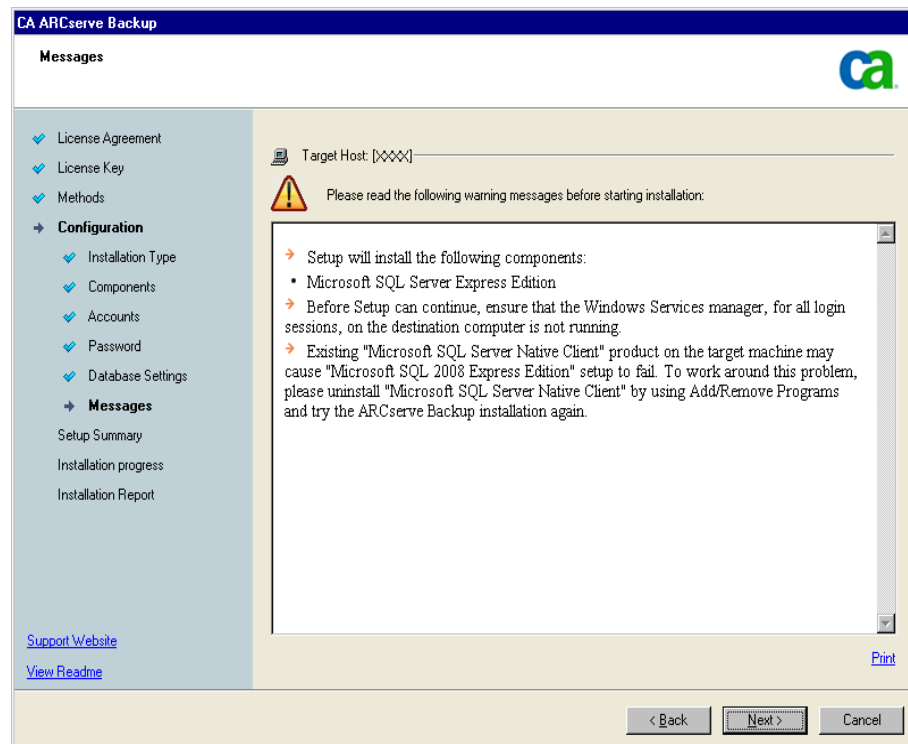 CA ARCserve Backup
Messages
ca
License Agreement
License Key
Methods
Configuration
Installation Type
Components
Accounts
Password
Database Settings
Messages
Setup Summary
Installation progress
Installation Report
Support Website
View Readme
Target Host: [XXXX]
Please read the following warning messages before starting installation:
Setup will install the following components:
• Microsoft SQL Server Express Edition
Before Setup can continue, ensure that the Windows Services manager, for all login
sessions, on the destination computer is not running.
Existing "Microsoft SQL Server Native Client" product on the target machine may
cause "Microsoft SQL 2008 Express Edition" setup to fail. To work around this problem,
please uninstall "Microsoft SQL Server Native Client" by using Add/Remove Programs
and try the ARCserve Backup installation again.
Print
< Back
Next >
Cancel